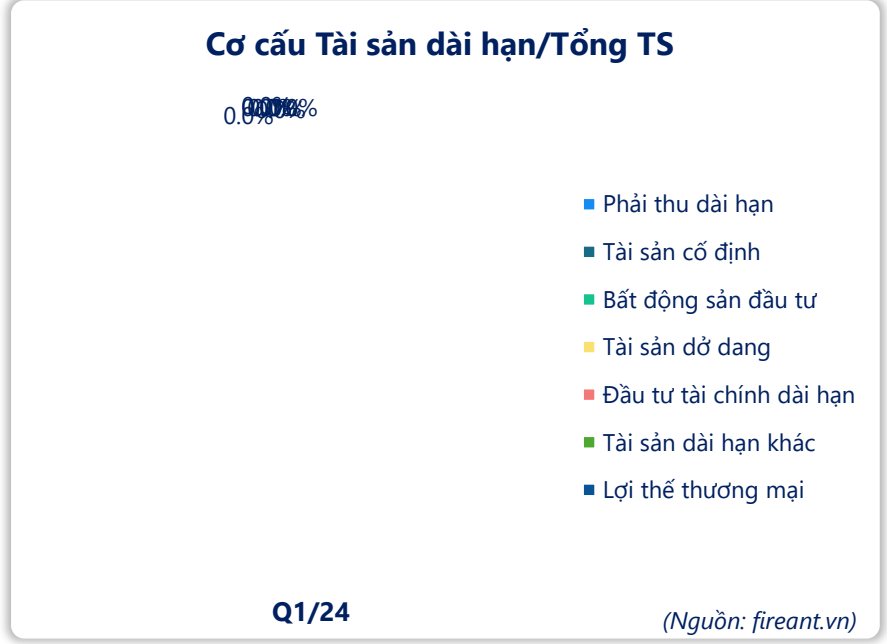 Cơ cấu Tài sản dài hạn/Tổng TS
0.0%
Phải thu dài hạn
Tài sản cố định
Bất động sản đầu tư
Tài sản dở dang
Đầu tư tài chính dài hạn
Tài sản dài hạn khác
Lợi thế thương mại
Q1/24
(Nguồn: fireant.vn)